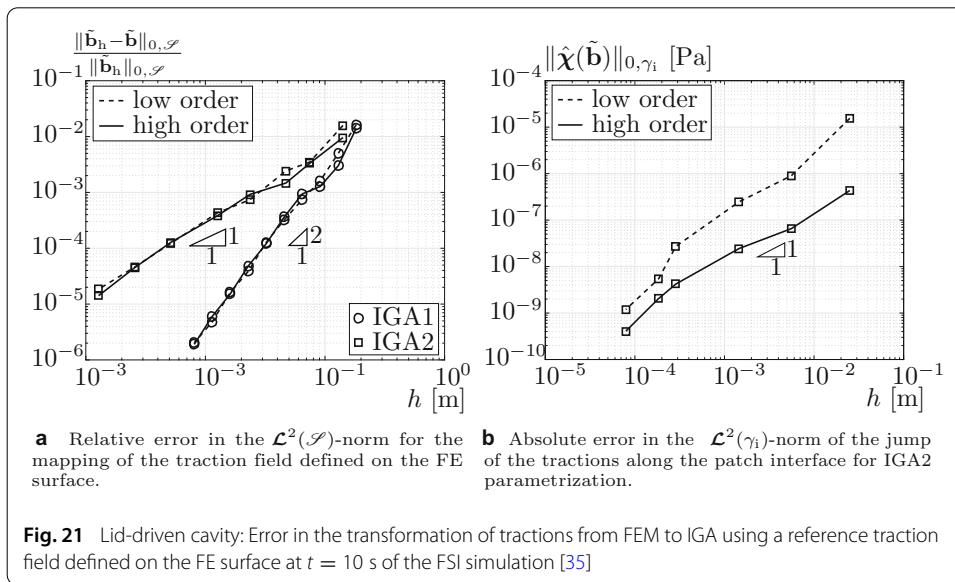 ‖b̃ₕ−b̃‖₀,𝒮
‖b̃ₕ‖₀,𝒮
10⁻¹
10⁻²
10⁻³
10⁻⁴
10⁻⁵
10⁻⁶
low order
high order
1
1
2
1
IGA1
IGA2
10⁻³ 10⁻³ 10⁻¹ 10⁰
h [m]
‖χ̂(b̃)‖₀,γᵢ [Pa]
10⁻⁴
10⁻⁵
10⁻⁶
10⁻⁷
10⁻⁸
10⁻⁹
10⁻¹⁰
low order
high order
1
1
10⁻⁵ 10⁻⁴ 10⁻³ 10⁻² 10⁻¹
h [m]
a Relative error in the 𝓛²(𝒮)-norm for the
mapping of the traction field defined on the FE
surface.
b Absolute error in the 𝓛²(γᵢ)-norm of the jump
of the tractions along the patch interface for IGA2
parametrization.
Fig. 21 Lid-driven cavity: Error in the transformation of tractions from FEM to IGA using a reference traction
field defined on the FE surface at t = 10 s of the FSI simulation [35]